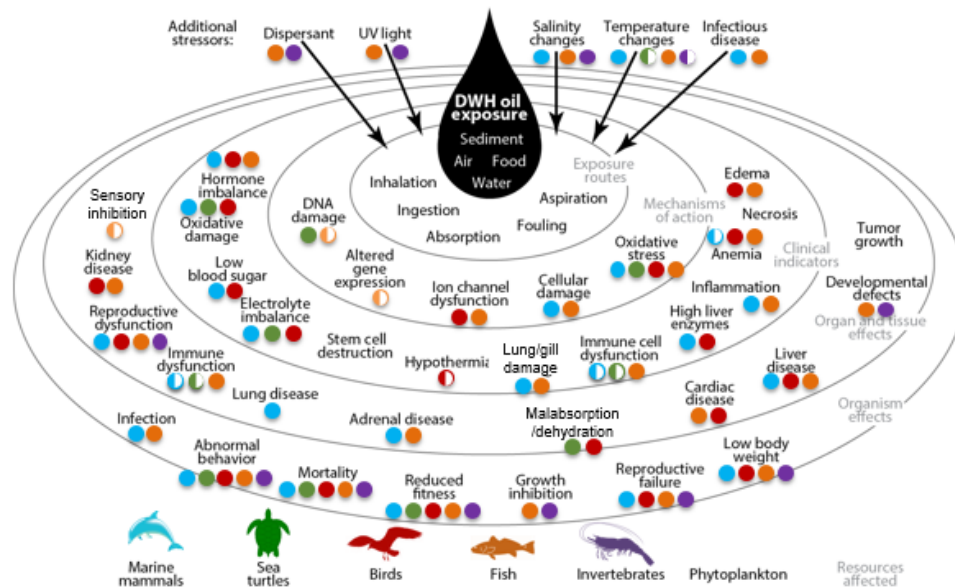 Additional stressors:
Dispersant
UV light
Salinity changes
Temperature changes
Infectious disease
DWH oil exposure
Sediment
Air Food
Water
Exposure routes
Inhalation
Ingestion
Absorption
Aspiration
Fouling
Mechanisms of action
Hormone imbalance
Oxidative damage
DNA damage
Altered gene expression
Ion channel dysfunction
Cellular damage
Oxidative stress
Edema
Necrosis
Anemia
Clinical indicators
Tumor growth
Sensory inhibition
Kidney disease
Reproductive dysfunction
Immune dysfunction
Low blood sugar
Electrolyte imbalance
Stem cell destruction
Hypothermia
Lung/gill damage
Immune cell dysfunction
High liver enzymes
Inflammation
Developmental defects
Organ and tissue effects
Lung disease
Adrenal disease
Malabsorption /dehydration
Cardiac disease
Liver disease
Organism effects
Infection
Abnormal behavior
Mortality
Reduced fitness
Growth inhibition
Reproductive failure
Low body weight
Marine mammals
Sea turtles
Birds
Fish
Invertebrates
Phytoplankton
Resources affected